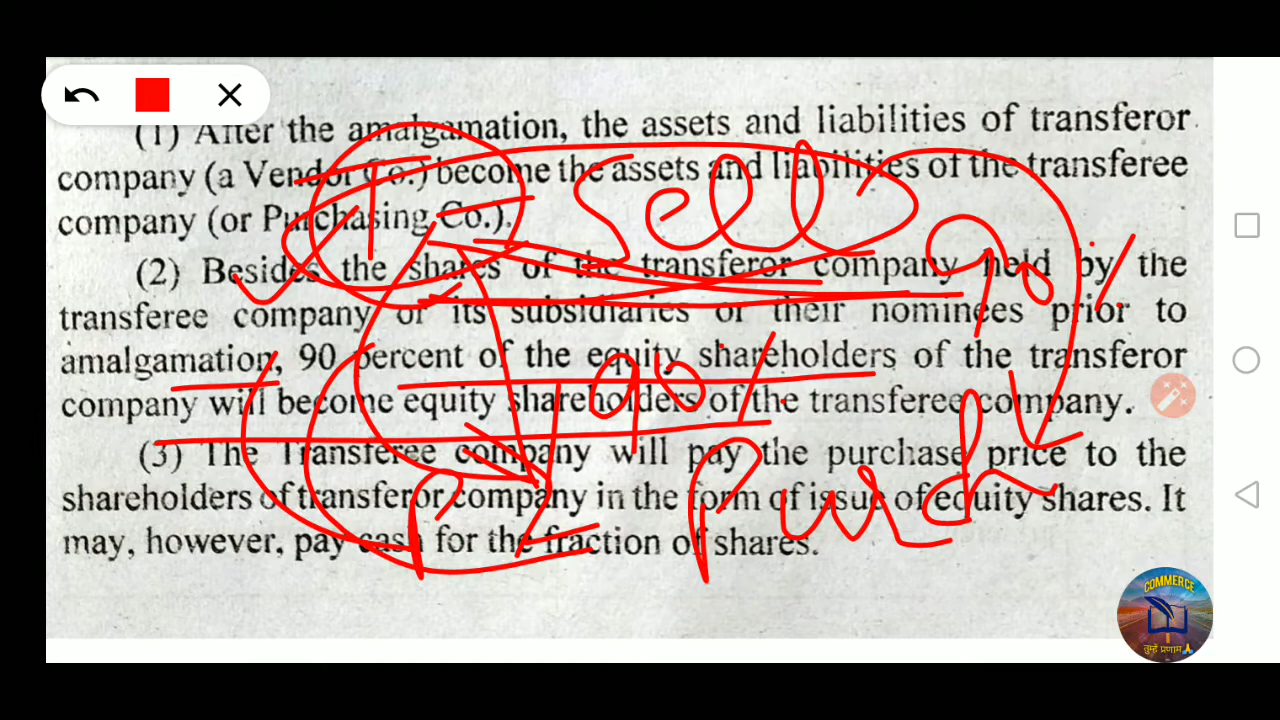 (1) After the amalgamation, the assets and liabilities of transferor
company (a Vendor Co.) become the assets and liabilities of the transferee
company (or Purchasing Co.).
(2) Besides the shares of the transferor company held by the
transferee company or its subsidiaries or their nominees prior to
amalgamation, 90 percent of the equity shareholders of the transferor
company will become equity shareholders of the transferee company.
(3) The Transferee company will pay the purchase price to the
shareholders of transferor company in the form of issue of equity shares. It
may, however, pay cash for the fraction of shares.
Sells
90%
90%
Purch
COMMERCE
तुम्हें प्रणाम